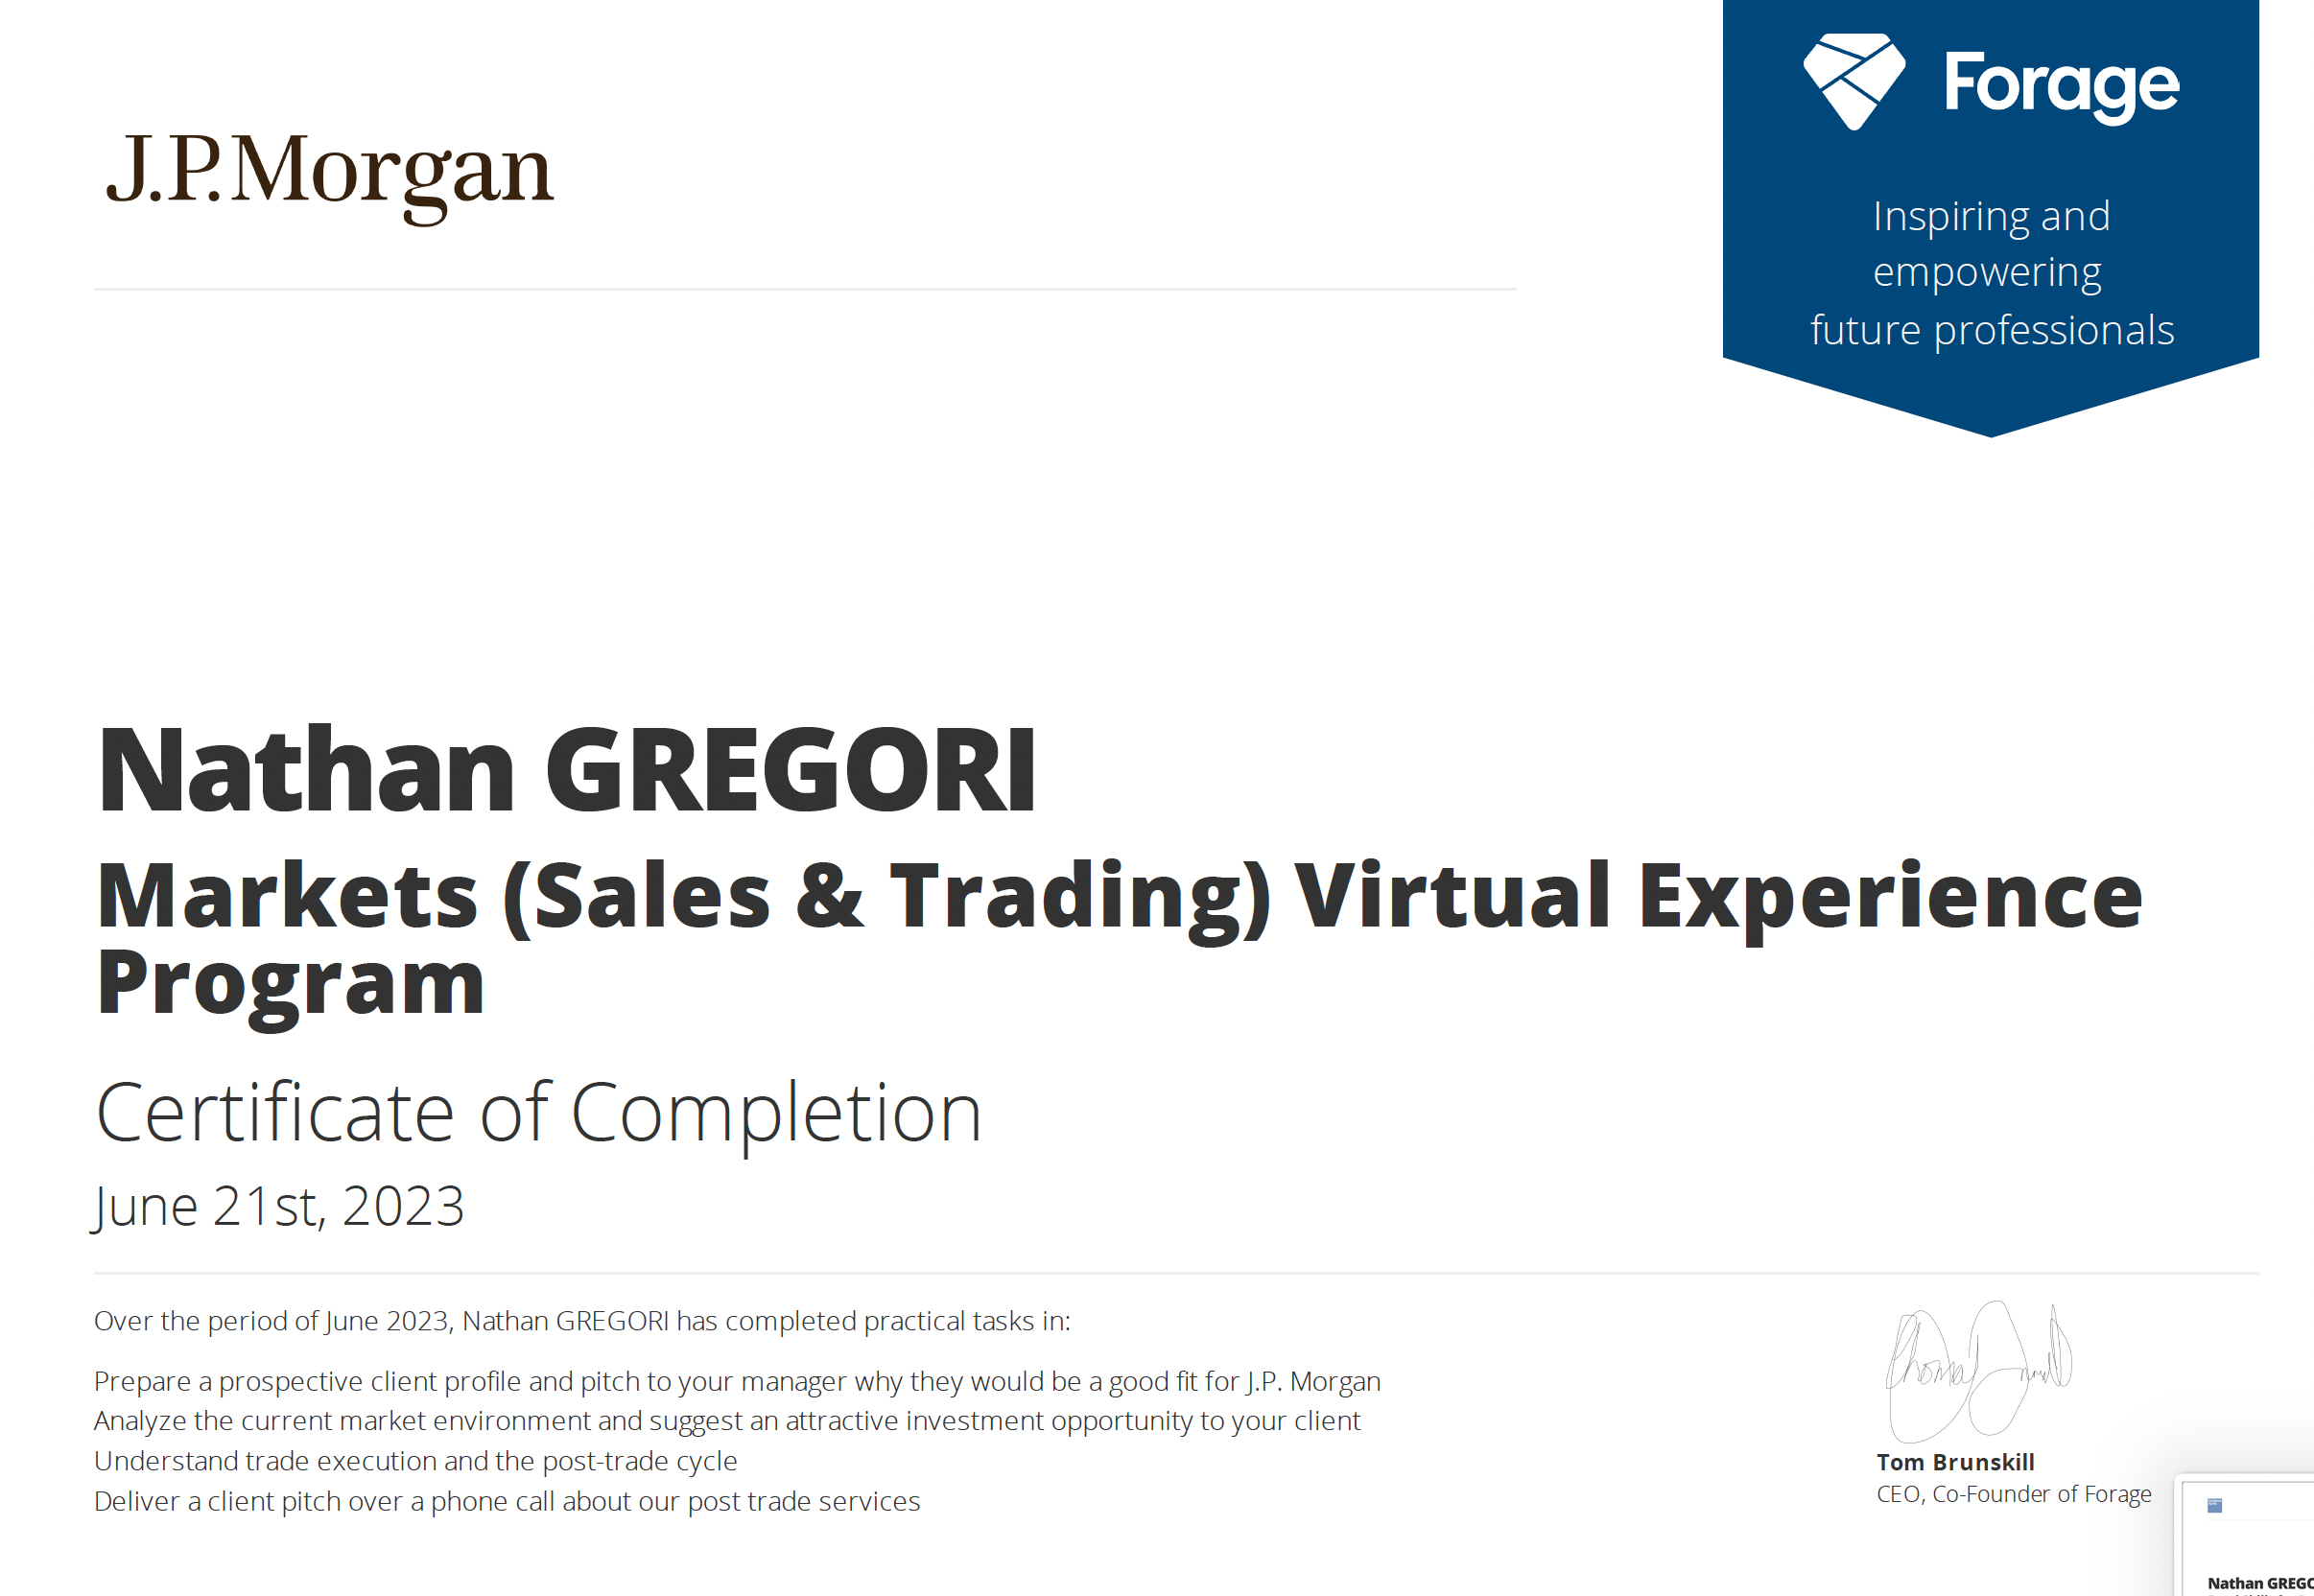 J.P.Morgan
Forage
Inspiring and
empowering
future professionals
Nathan GREGORI
Markets (Sales & Trading) Virtual Experience
Program
Certificate of Completion
June 21st, 2023
Over the period of June 2023, Nathan GREGORI has completed practical tasks in:
Prepare a prospective client profile and pitch to your manager why they would be a good fit for J.P. Morgan
Analyze the current market environment and suggest an attractive investment opportunity to your client
Understand trade execution and the post-trade cycle
Deliver a client pitch over a phone call about our post trade services
Tom Brunskill
CEO, Co-Founder of Forage
Nathan